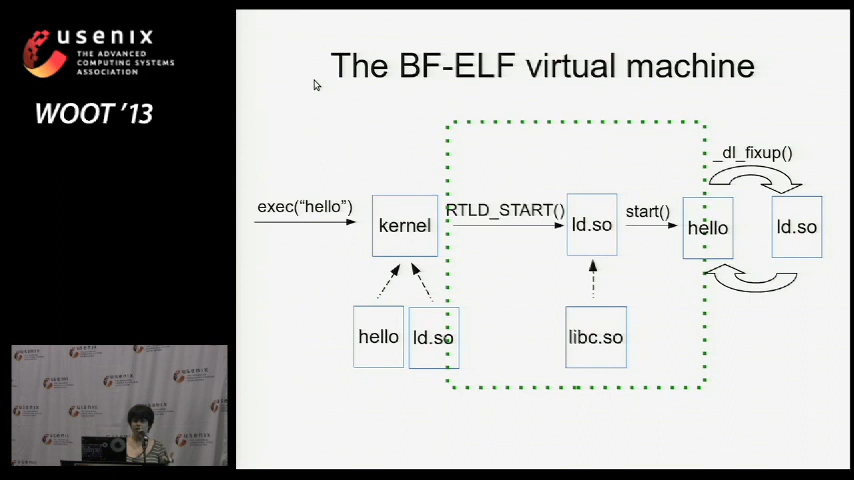 usenix
THE ADVANCED
COMPUTING SYSTEMS
ASSOCIATION
WOOT '13
The BF-ELF virtual machine
exec("hello")
kernel
RTLD_START()
ld.so
start()
hello
_dl_fixup()
ld.so
hello
ld.so
libc.so